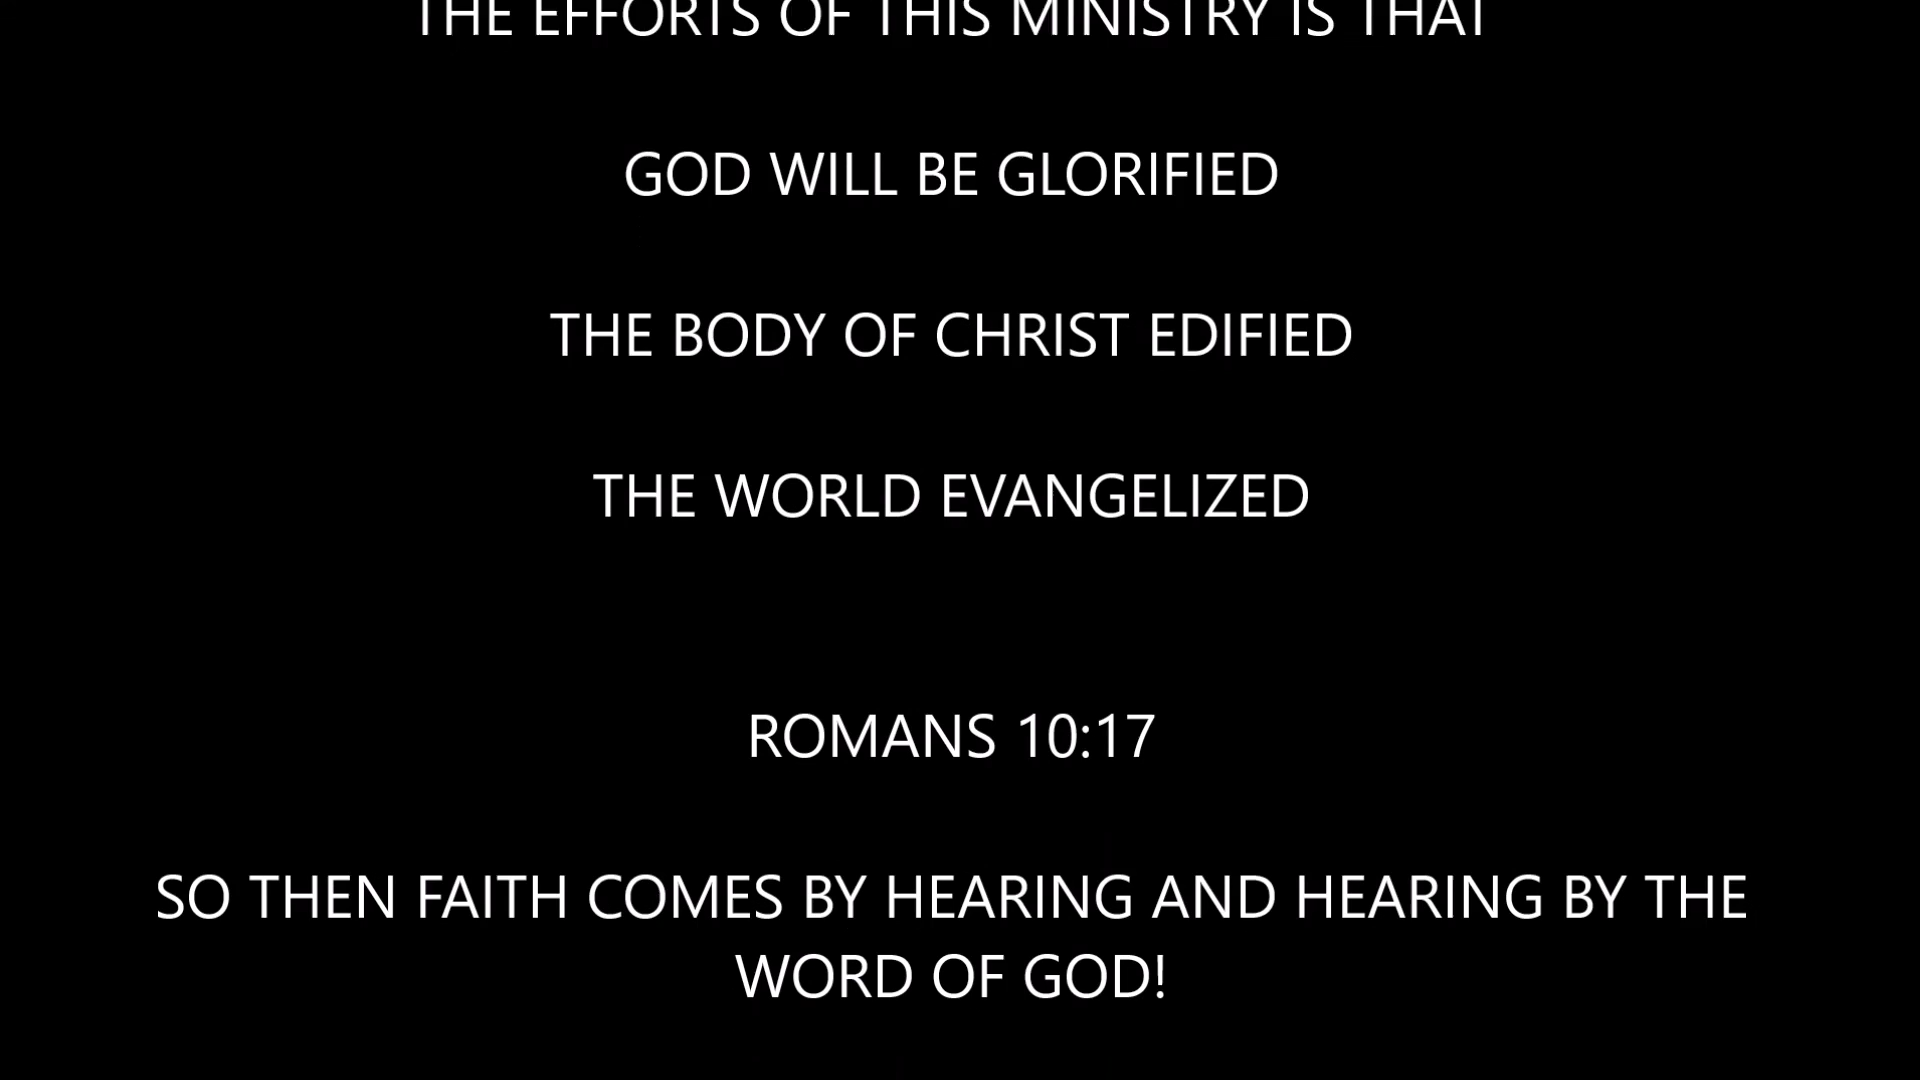 THE EFFORTS OF THIS MINISTRY IS THAT
GOD WILL BE GLORIFIED
THE BODY OF CHRIST EDIFIED
THE WORLD EVANGELIZED
ROMANS 10:17
SO THEN FAITH COMES BY HEARING AND HEARING BY THE
WORD OF GOD!